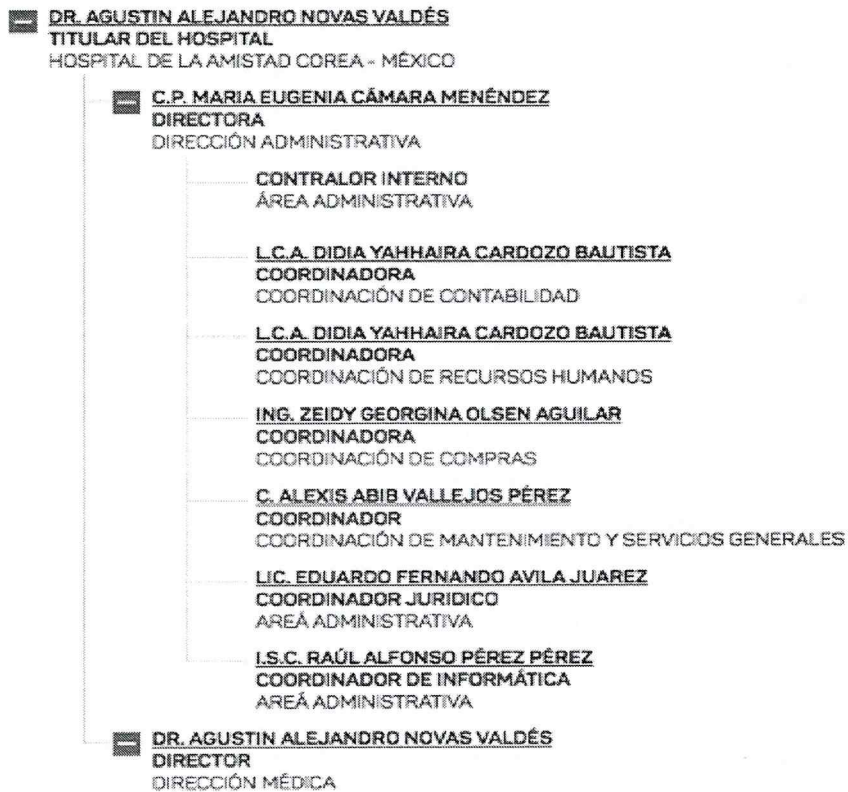 DR. AGUSTIN ALEJANDRO NOVAS VALDÉS
TITULAR DEL HOSPITAL
HOSPITAL DE LA AMISTAD COREA - MÉXICO
C.P. MARIA EUGENIA CÁMARA MENÉNDEZ
DIRECTORA
DIRECCIÓN ADMINISTRATIVA
CONTRALOR INTERNO
ÁREA ADMINISTRATIVA
L.C.A. DIDIA YAHHAIRA CARDOZO BAUTISTA
COORDINADORA
COORDINACIÓN DE CONTABILIDAD
L.C.A. DIDIA YAHHAIRA CARDOZO BAUTISTA
COORDINADORA
COORDINACIÓN DE RECURSOS HUMANOS
ING. ZEIDY GEORGINA OLSEN AGUILAR
COORDINADORA
COORDINACIÓN DE COMPRAS
C. ALEXIS ABIB VALLEJOS PÉREZ
COORDINADOR
COORDINACIÓN DE MANTENIMIENTO Y SERVICIOS GENERALES
LIC. EDUARDO FERNANDO AVILA JUAREZ
COORDINADOR JURIDICO
AREÁ ADMINISTRATIVA
I.S.C. RAÚL ALFONSO PÉREZ PÉREZ
COORDINADOR DE INFORMÁTICA
AREÁ ADMINISTRATIVA
DR. AGUSTIN ALEJANDRO NOVAS VALDÉS
DIRECTOR
DIRECCIÓN MÉDICA